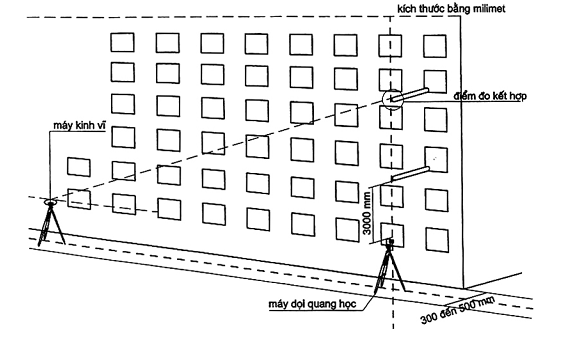 kích thước bằng milimet
điểm đo kết hợp
máy kinh vĩ
3000 mm
máy dọi quang học
300 đến 500 mm